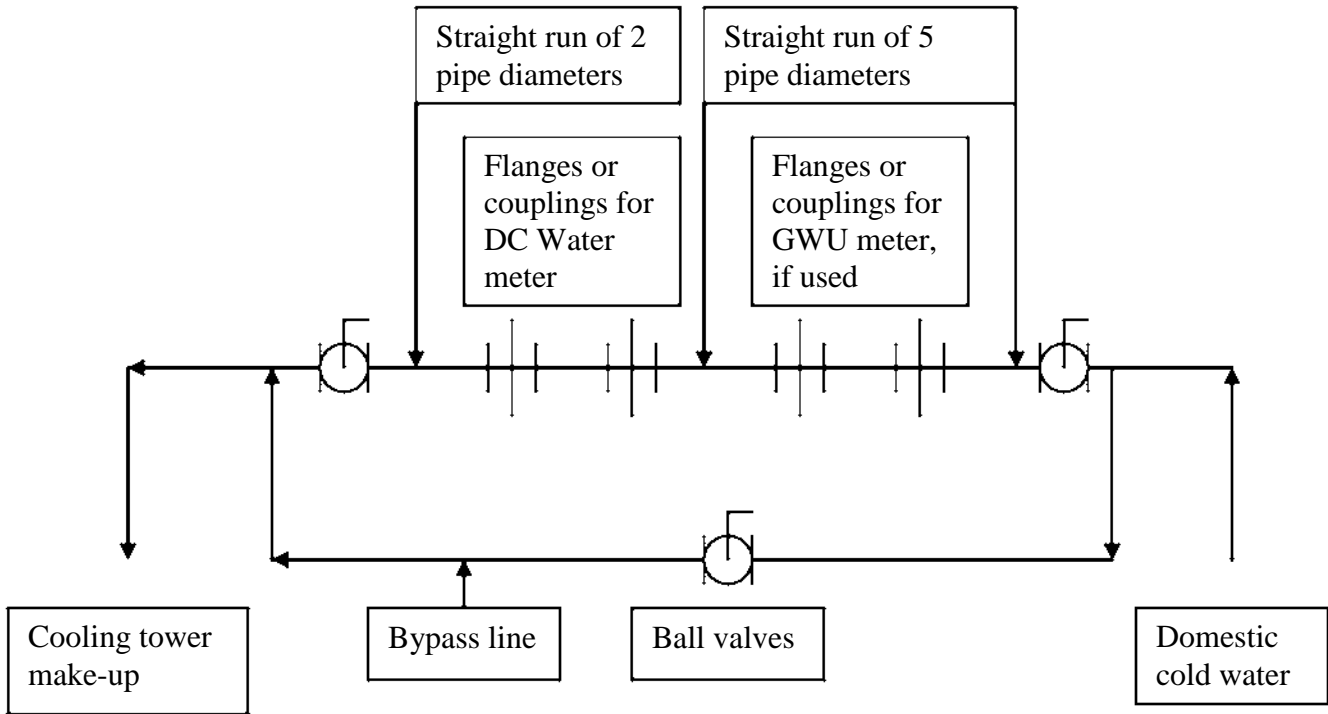 Straight run of 2
pipe diameters
Straight run of 5
pipe diameters
Flanges or
couplings for
DC Water
meter
Flanges or
couplings for
GWU meter,
if used
Cooling tower
make-up
Bypass line
Ball valves
Domestic
cold water